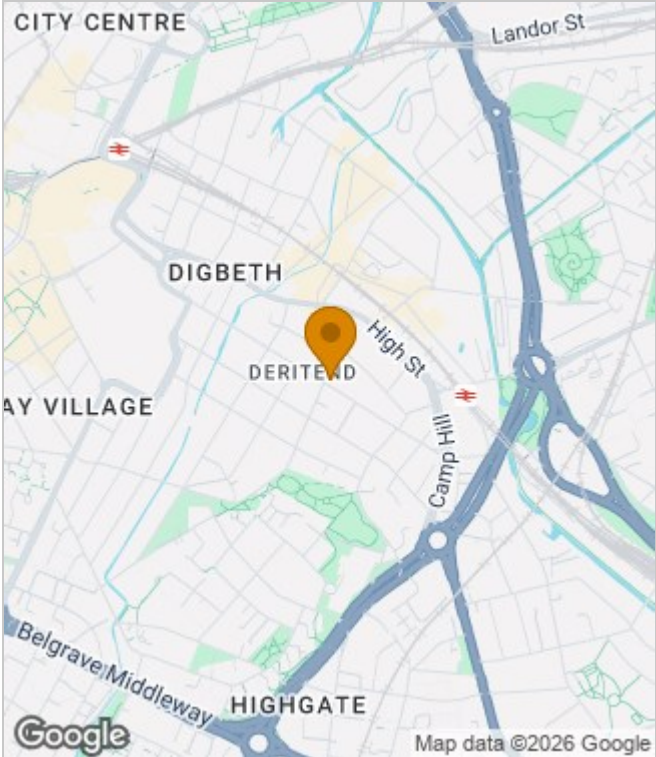 CITY CENTRE
Landor St
DIGBETH
High St
DERITEND
AY VILLAGE
Camp Hill
Belgrave Middleway
HIGHGATE
Google
Map data ©2026 Google